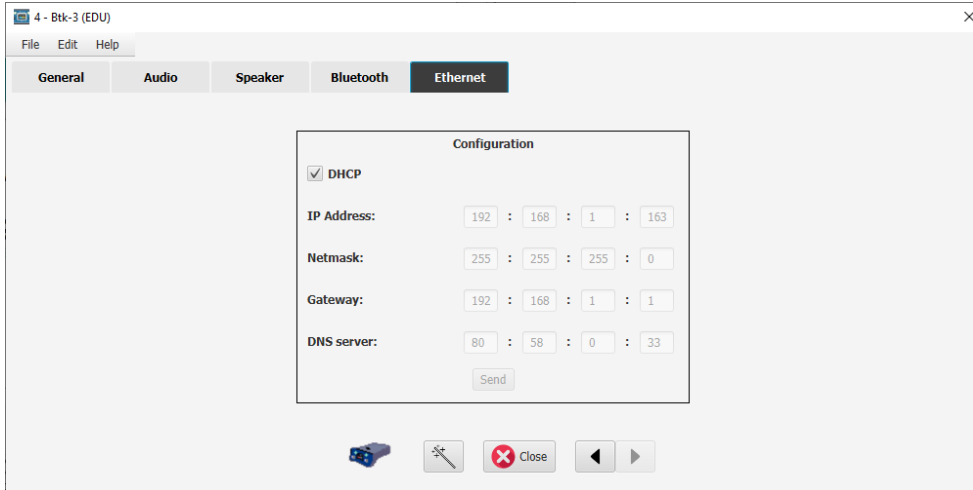 4 - Btk-3 (EDU)
File Edit Help
General Audio Speaker Bluetooth Ethernet
Configuration
DHCP
IP Address: 192 : 168 : 1 : 163
Netmask: 255 : 255 : 255 : 0
Gateway: 192 : 168 : 1 : 1
DNS server: 80 : 58 : 0 : 33
Send
Close